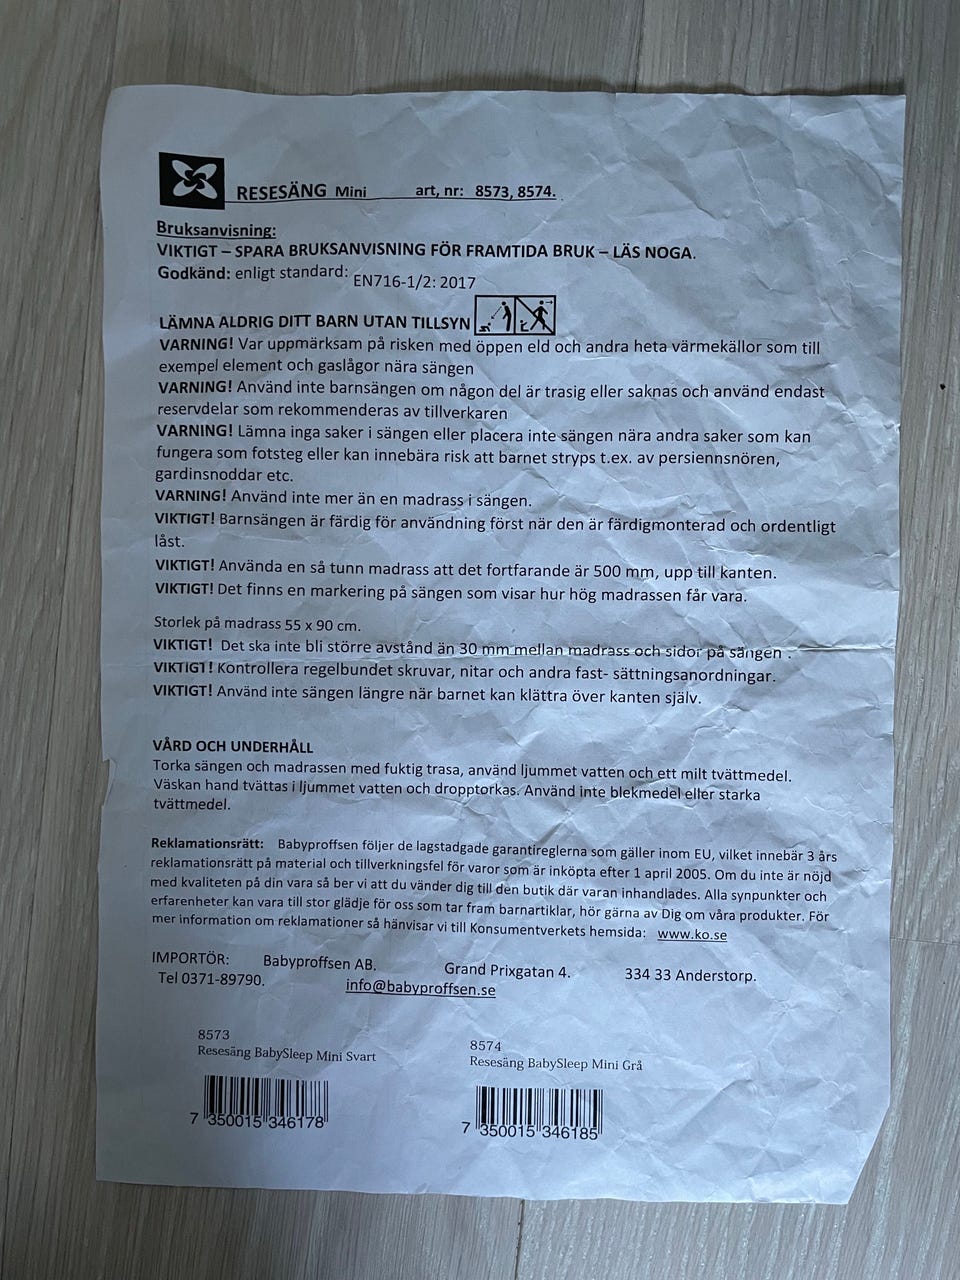 RESESÄNG Mini art, nr: 8573, 8574.
Bruksanvisning:
VIKTIGT – SPARA BRUKSANVISNING FÖR FRAMTIDA BRUK – LÄS NOGA.
Godkänd: enligt standard: EN716-1/2: 2017
LÄMNA ALDRIG DITT BARN UTAN TILLSYN
VARNING! Var uppmärksam på risken med öppen eld och andra heta värmekällor som till
exempel element och gaslågor nära sängen
VARNING! Använd inte barnsängen om någon del är trasig eller saknas och använd endast
reservdelar som rekommenderas av tillverkaren
VARNING! Lämna inga saker i sängen eller placera inte sängen nära andra saker som kan
fungera som fotsteg eller kan innebära risk att barnet stryps t.ex. av persiennsnören,
gardinsnoddar etc.
VARNING! Använd inte mer än en madrass i sängen.
VIKTIGT! Barnsängen är färdig för användning först när den är färdigmonterad och ordentligt
låst.
VIKTIGT! Använda en så tunn madrass att det fortfarande är 500 mm, upp till kanten.
VIKTIGT! Det finns en markering på sängen som visar hur hög madrassen får vara.
Storlek på madrass 55 x 90 cm.
VIKTIGT! Det ska inte bli större avstånd än 30 mm mellan madrass och sidor på sängen .
VIKTIGT! Kontrollera regelbundet skruvar, nitar och andra fast- sättningsanordningar.
VIKTIGT! Använd inte sängen längre när barnet kan klättra över kanten själv.
VÅRD OCH UNDERHÅLL
Torka sängen och madrassen med fuktig trasa, använd ljummet vatten och ett milt tvättmedel.
Väskan hand tvättas i ljummet vatten och dropptorkas. Använd inte blekmedel eller starka
tvättmedel.
Reklamationsrätt: Babyproffsen följer de lagstadgade garantireglerna som gäller inom EU, vilket innebär 3 års
reklamationsrätt på material och tillverkningsfel för varor som är inköpta efter 1 april 2005. Om du inte är nöjd
med kvaliteten på din vara så ber vi att du vänder dig till den butik där varan inhandlades. Alla synpunkter och
erfarenheter kan vara till stor glädje för oss som tar fram barnartiklar, hör gärna av Dig om våra produkter. För
mer information om reklamationer så hänvisar vi till Konsumentverkets hemsida: www.ko.se
IMPORTÖR: Babyproffsen AB. Grand Prixgatan 4. 334 33 Anderstorp.
Tel 0371-89790. info@babyproffsen.se
8573
Resesäng BabySleep Mini Svart
7 350015 346178
8574
Resesäng BabySleep Mini Grå
7 350015 346185